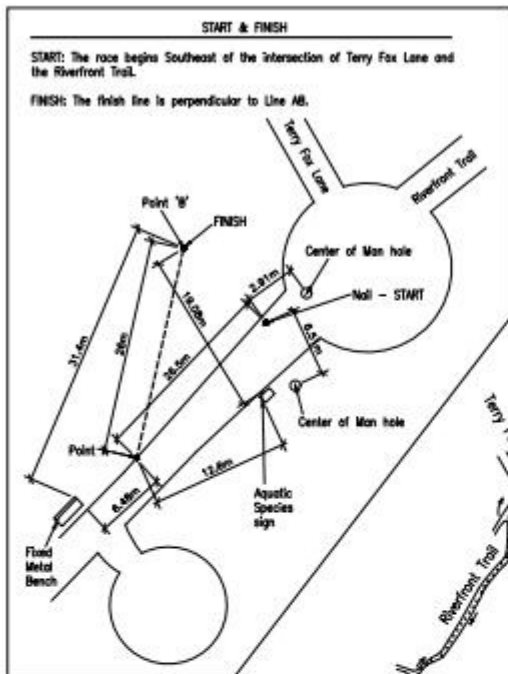 START & FINISH
START: The race begins Southeast of the intersection of Terry Fox Lane and
the Riverfront Trail.
FINISH: The finish line is perpendicular to Line AB.
Terry Fox Lane
Riverfront Trail
Point 'B'
FINISH
Center of Man hole
2.91m
Nail - START
19.08m
31.4m
26m
26.5m
6.51m
Point
Center of Man hole
12.6m
6.46m
Aquatic
Species
sign
Fixed
Metal
Bench
Terry F
Riverfront Trail